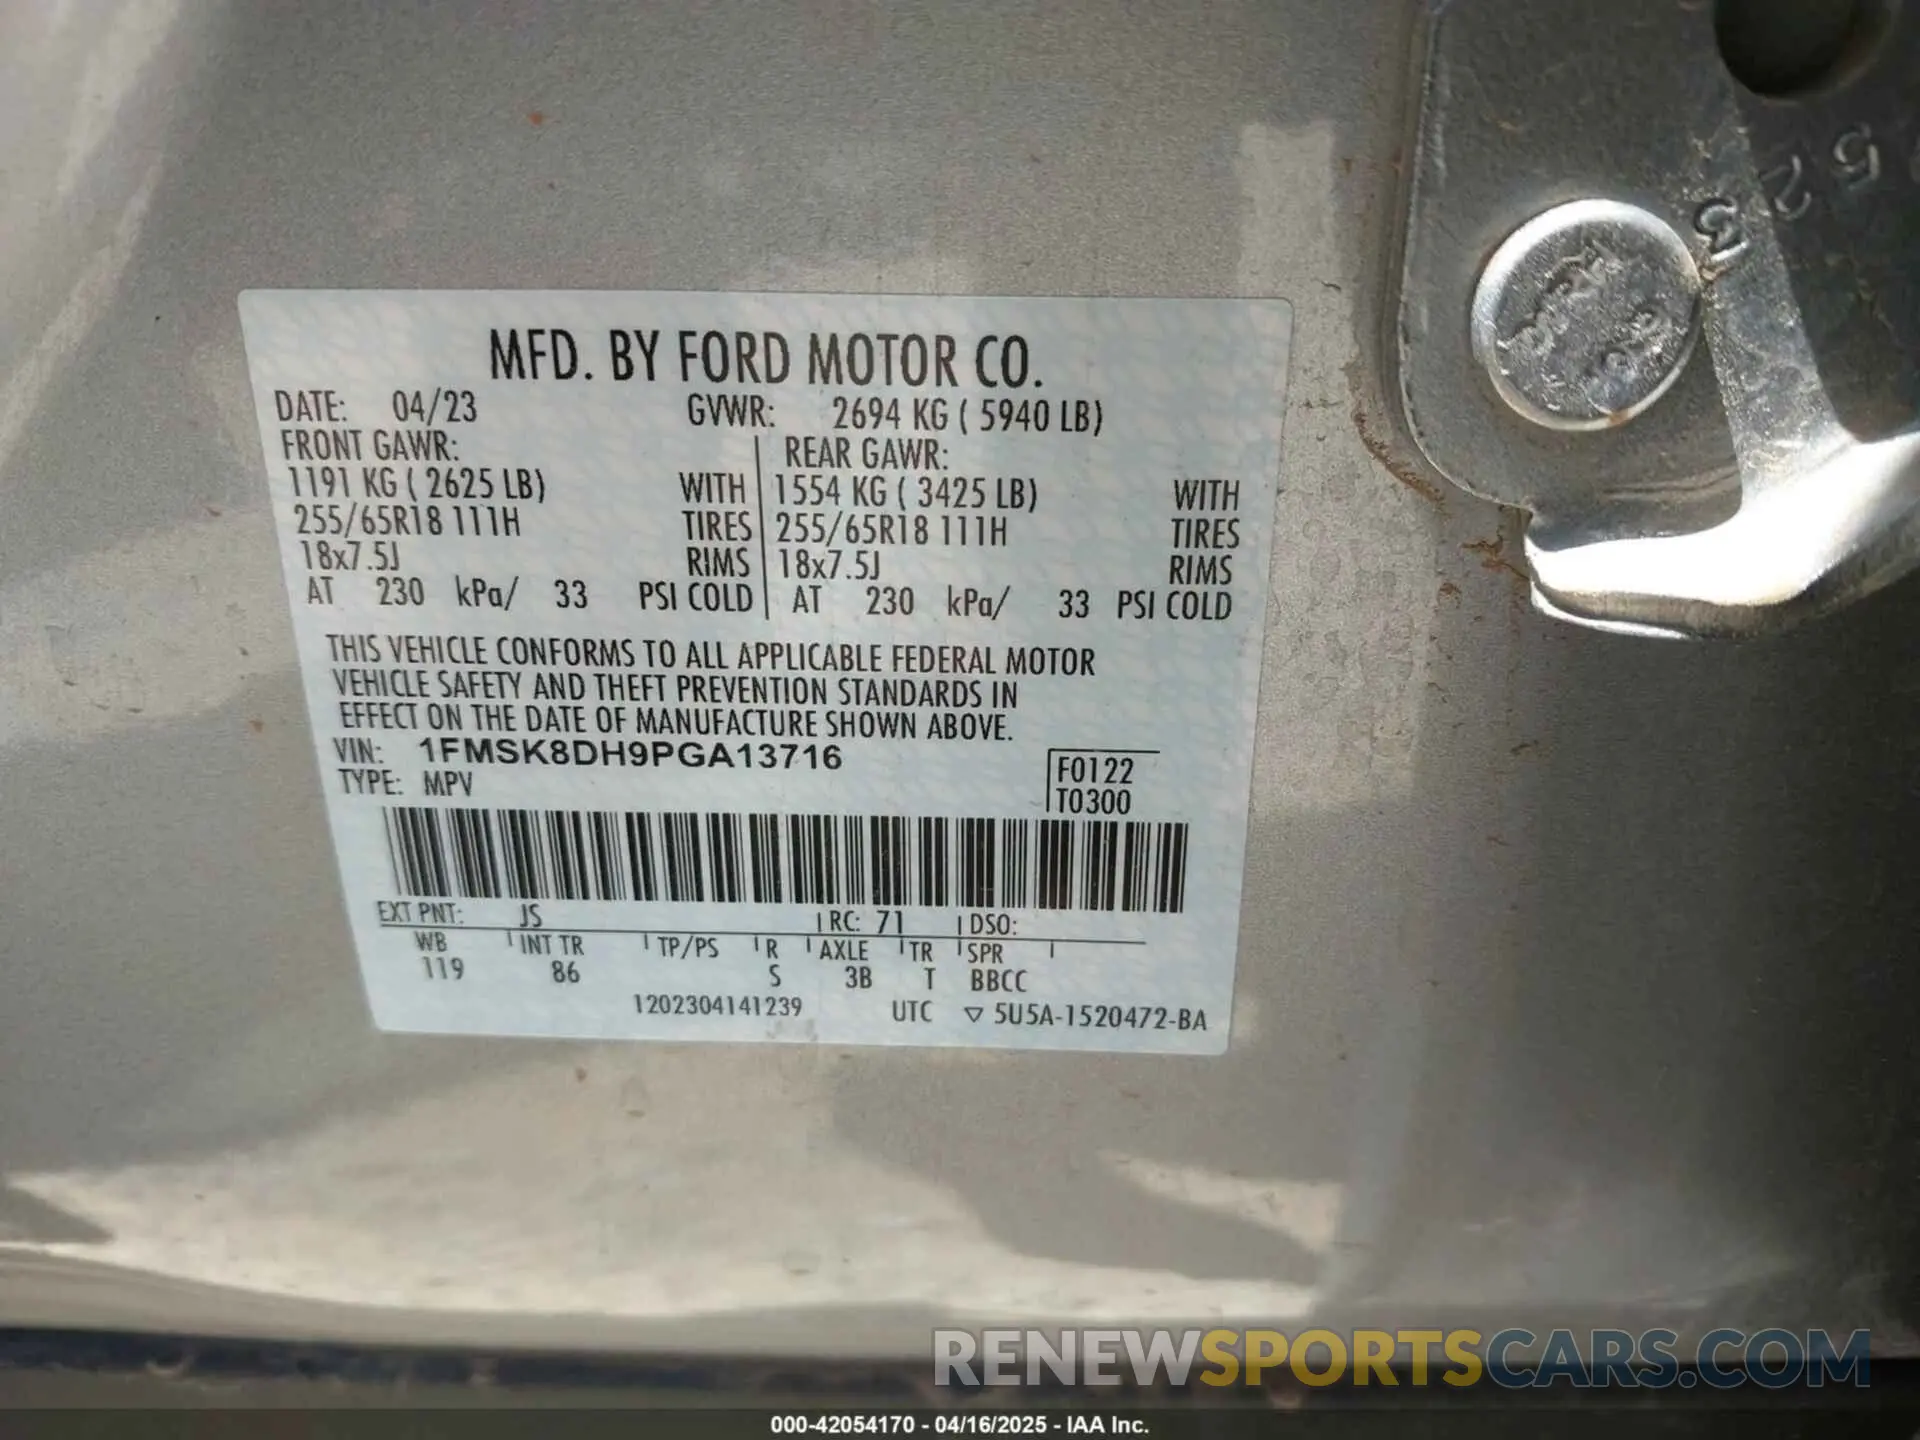 MFD. BY FORD MOTOR CO.
DATE: 04/23 GVWR: 2694 KG ( 5940 LB)
FRONT GAWR: REAR GAWR:
1191 KG ( 2625 LB) WITH 1554 KG ( 3425 LB) WITH
255/65R18 111H TIRES 255/65R18 111H TIRES
18x7.5J RIMS 18x7.5J RIMS
AT 230 kPa/ 33 PSI COLD AT 230 kPa/ 33 PSI COLD
THIS VEHICLE CONFORMS TO ALL APPLICABLE FEDERAL MOTOR
VEHICLE SAFETY AND THEFT PREVENTION STANDARDS IN
EFFECT ON THE DATE OF MANUFACTURE SHOWN ABOVE.
VIN: 1FMSK8DH9PGA13716
TYPE: MPV
F0122
T0300
EXT PNT: JS RC: 71 DSO:
WB INT TR TP/PS R AXLE TR SPR
119 86 S 3B T BBCC
1202304141239 UTC ▽ 5U5A-1520472-BA
523
RENEWSPORTSCARS.COM
000-42054170 - 04/16/2025 - IAA Inc.